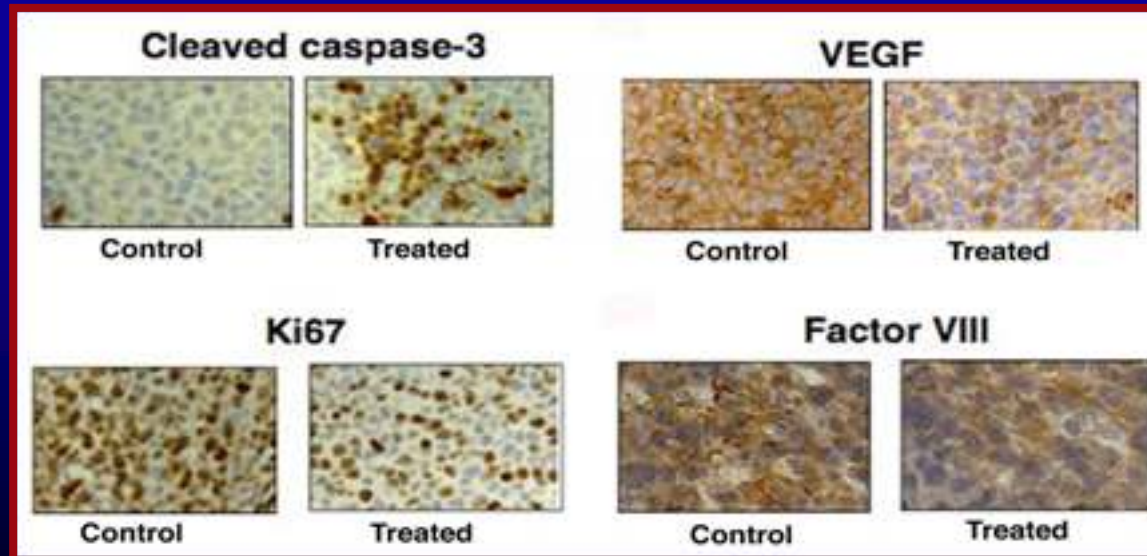 Cleaved caspase-3
Control Treated
VEGF
Control Treated
Ki67
Control Treated
Factor VIII
Control Treated